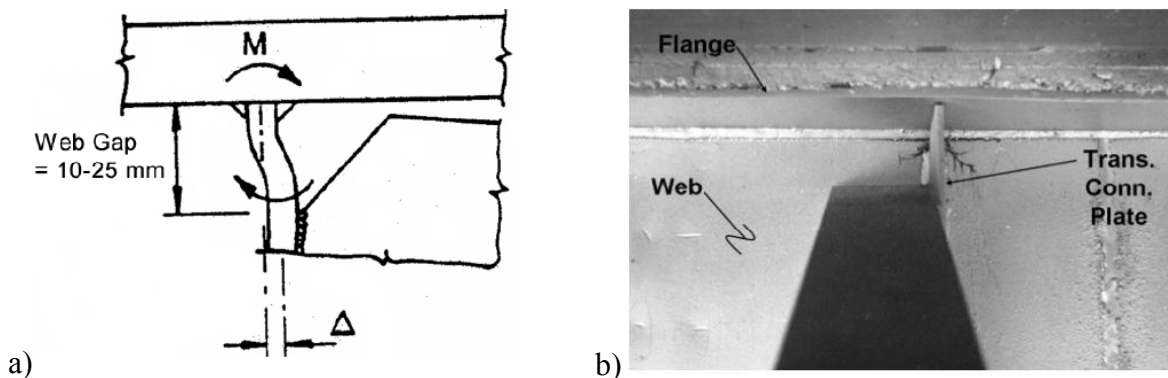 M
Web Gap
= 10-25 mm
Δ
a)
Flange
Web
Trans.
Conn.
Plate
b)